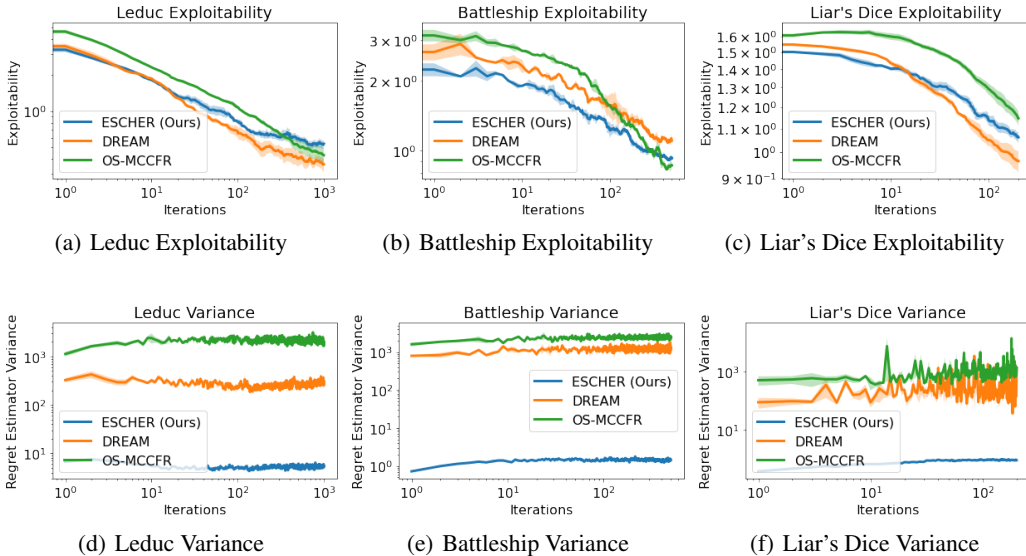 Leduc Exploitability
Exploitability
10⁰
ESCHER (Ours)
DREAM
OS-MCCFR
10⁰ 10¹ 10² 10³
Iterations
(a) Leduc Exploitability
Battleship Exploitability
Exploitability
3 × 10⁰
2 × 10⁰
10⁰
ESCHER (Ours)
DREAM
OS-MCCFR
10⁰ 10¹ 10²
Iterations
(b) Battleship Exploitability
Liar's Dice Exploitability
Exploitability
1.6 × 10⁰
1.5 × 10⁰
1.4 × 10⁰
1.3 × 10⁰
1.2 × 10⁰
1.1 × 10⁰
10⁰
9 × 10⁻¹
ESCHER (Ours)
DREAM
OS-MCCFR
10⁰ 10¹ 10²
Iterations
(c) Liar's Dice Exploitability
Leduc Variance
Regret Estimator Variance
10³
10²
10¹
ESCHER (Ours)
DREAM
OS-MCCFR
10⁰ 10¹ 10² 10³
Iterations
(d) Leduc Variance
Battleship Variance
Regret Estimator Variance
10³
10²
10¹
10⁰
ESCHER (Ours)
DREAM
OS-MCCFR
10⁰ 10¹ 10²
Iterations
(e) Battleship Variance
Liar's Dice Variance
Regret Estimator Variance
10³
10¹
ESCHER (Ours)
DREAM
OS-MCCFR
10⁰ 10¹ 10²
Iterations
(f) Liar's Dice Variance